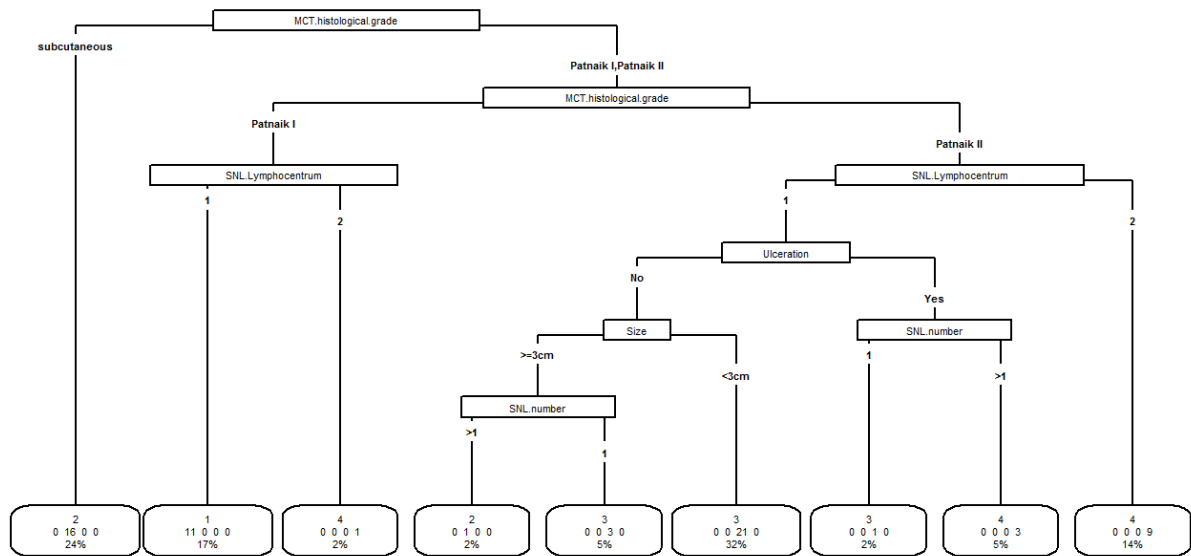 MCT.histological.grade
subcutaneous
Patnaik I,Patnaik II
MCT.histological.grade
Patnaik I
Patnaik II
SNL.Lymphocentrum
SNL.Lymphocentrum
1
2
1
2
Ulceration
No
Yes
Size
SNL.number
>=3cm
<3cm
1
>1
SNL.number
>1
1
2
0 16 0 0
24%
1
11 0 0 0
17%
4
0 0 0 1
2%
2
0 1 0 0
2%
3
0 0 3 0
5%
3
0 0 21 0
32%
3
0 0 1 0
2%
4
0 0 0 3
5%
4
0 0 0 9
14%